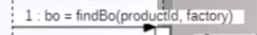 1 : bo = findBo(productId, factory)